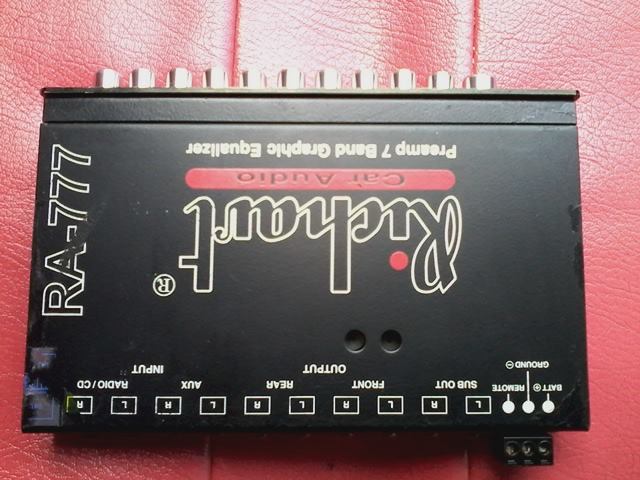 L R L R L R L R L R
BATT ⊕ REMOTE SUB OUT FRONT REAR AUX RADIO / CD
GROUND ⊖ OUTPUT INPUT
Richart ®
Car Audio
Preamp 7 Band Graphic Equalizer
RA-777